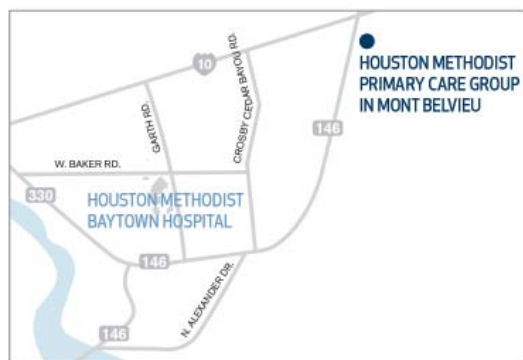 HOUSTON METHODIST
PRIMARY CARE GROUP
IN MONT BELVIEU
10
CROSBY CEDAR BAYOU RD.
GARTH RD.
146
W. BAKER RD.
330
HOUSTON METHODIST
BAYTOWN HOSPITAL
146
N. ALEXANDER DR.
146